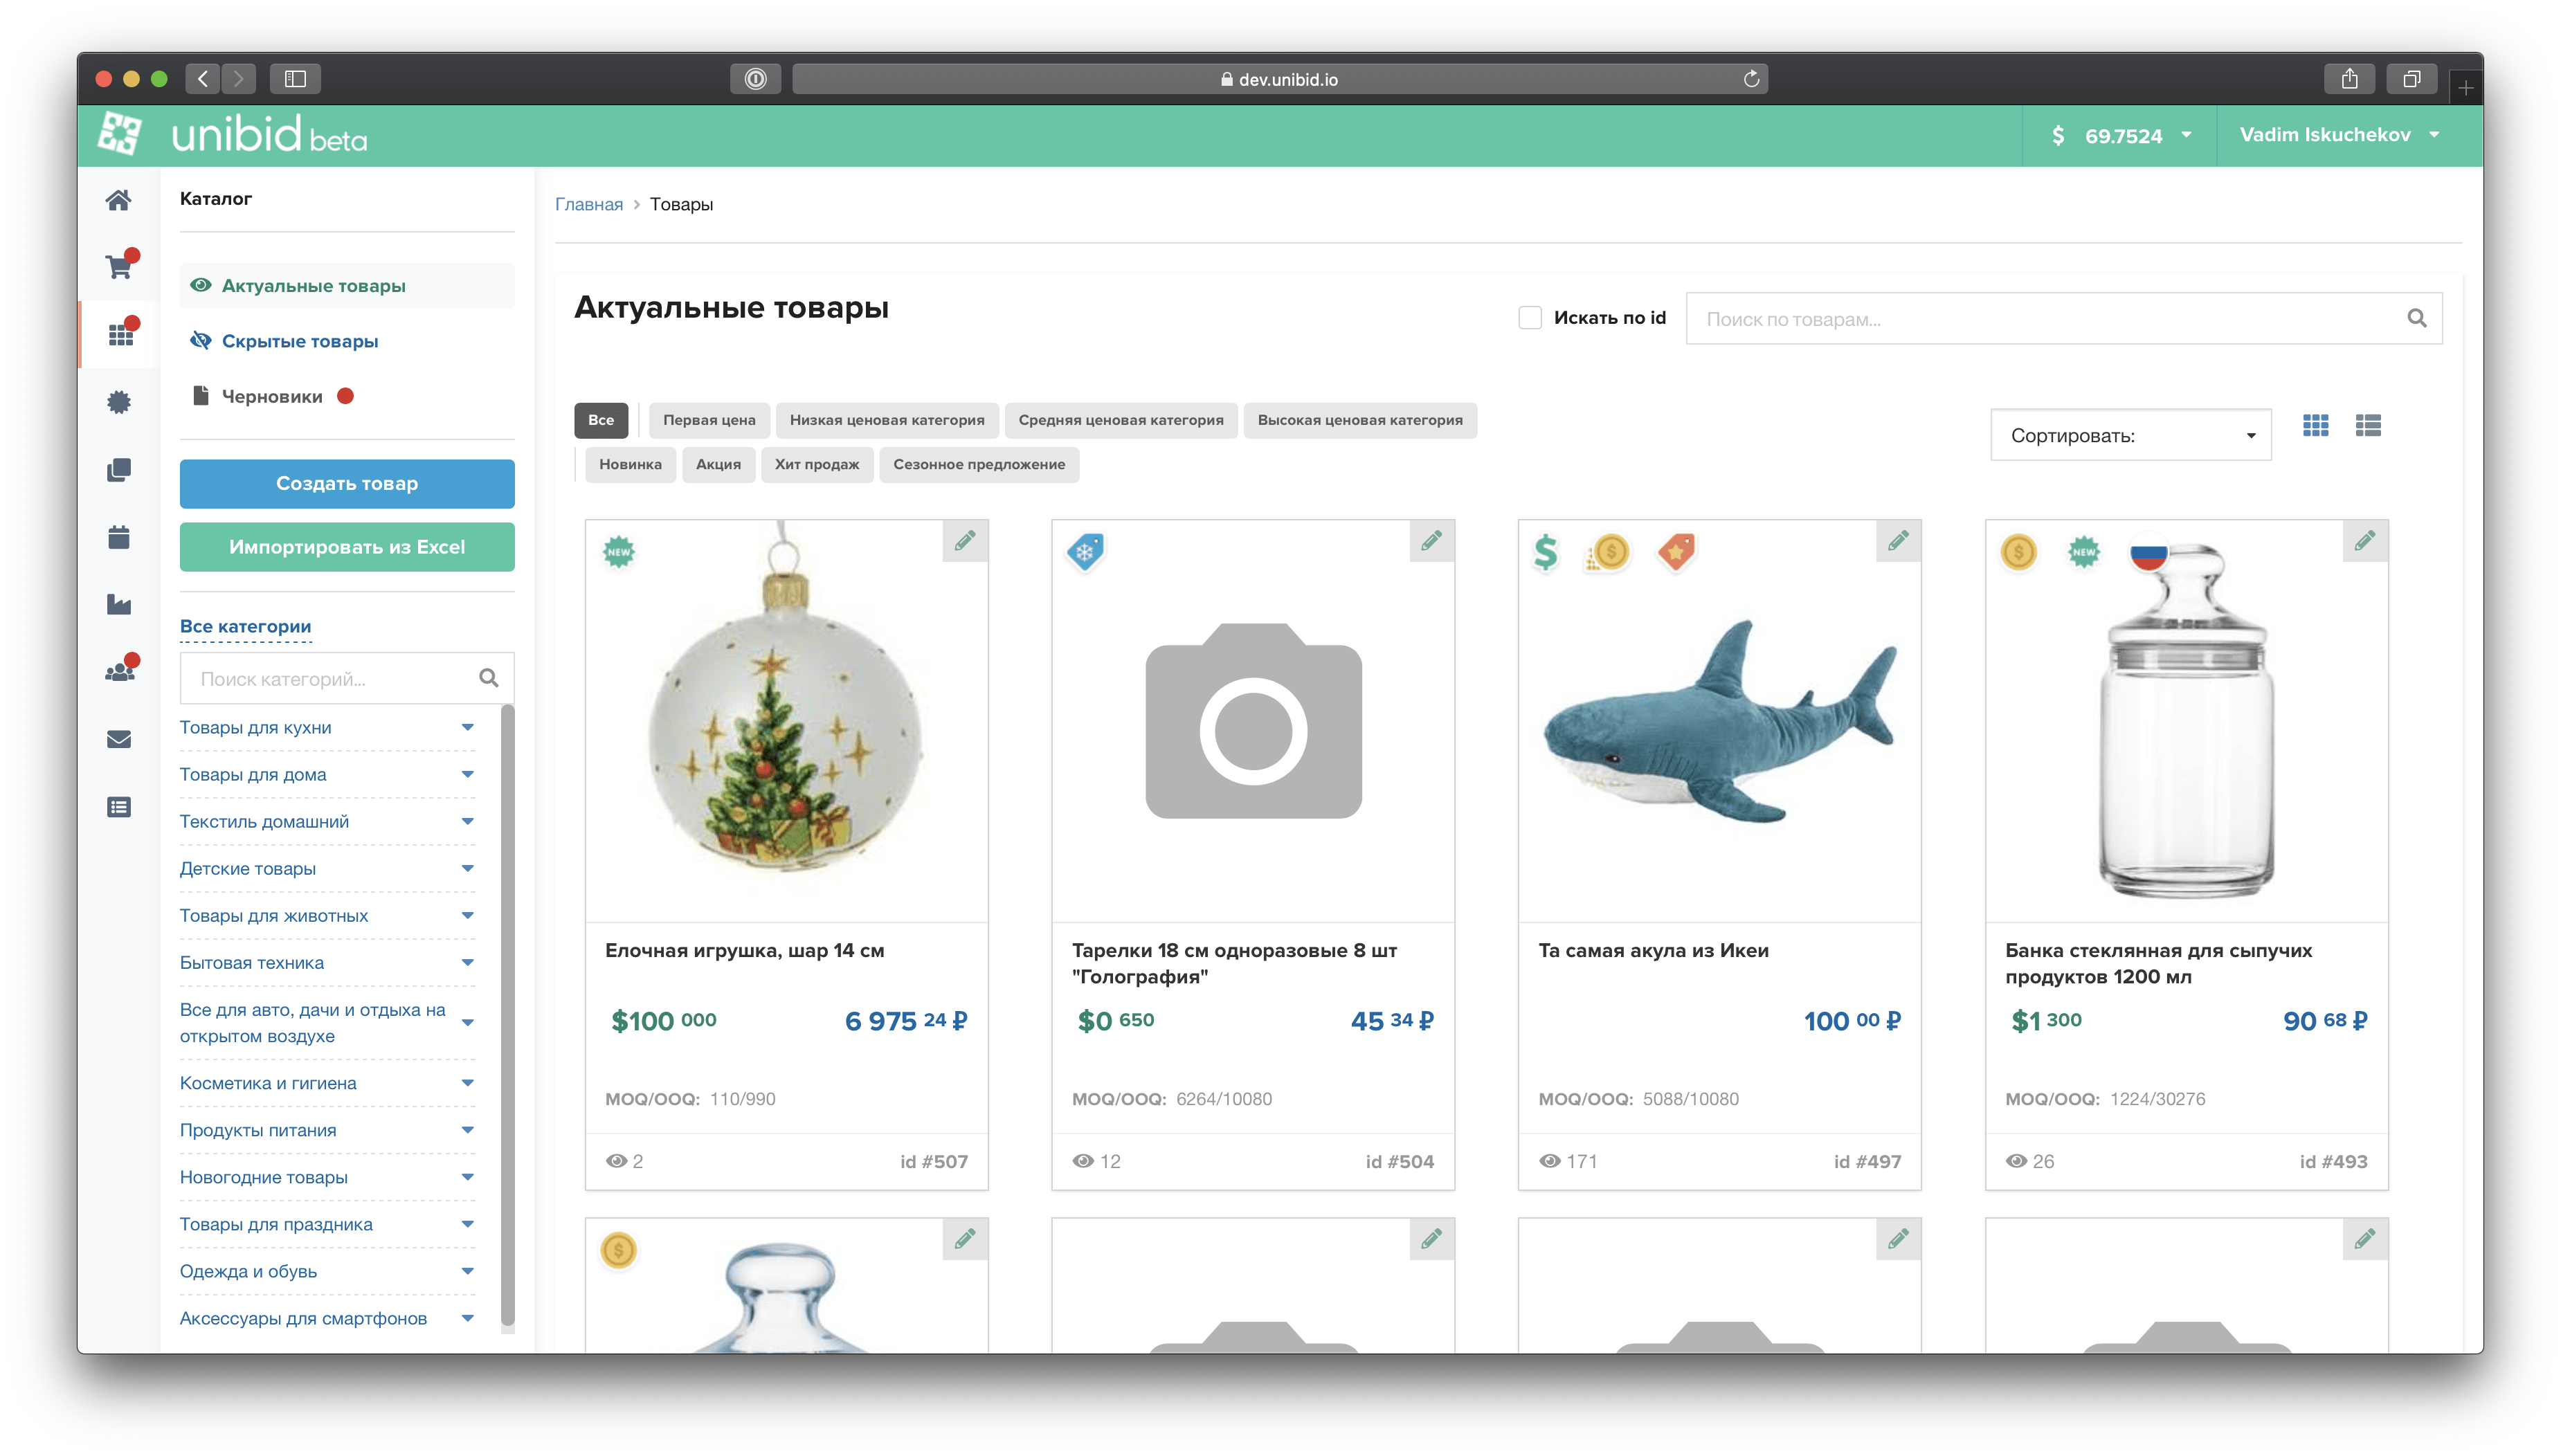 dev.unibid.io
unibid beta
$ 69.7524
Vadim Iskuchekov
Каталог
Актуальные товары
Скрытые товары
Черновики
Создать товар
Импортировать из Excel
Все категории
Поиск категорий...
Товары для кухни
Товары для дома
Текстиль домашний
Детские товары
Товары для животных
Бытовая техника
Все для авто, дачи и отдыха на
открытом воздухе
Косметика и гигиена
Продукты питания
Новогодние товары
Товары для праздника
Одежда и обувь
Аксессуары для смартфонов
Главная > Товары
Актуальные товары
Искать по id
Поиск по товарам...
Все
Первая цена
Низкая ценовая категория
Средняя ценовая категория
Высокая ценовая категория
Новинка
Акция
Хит продаж
Сезонное предложение
Сортировать:
NEW
Елочная игрушка, шар 14 см
$100 000
6 975 24 ₽
MOQ/OOQ: 110/990
2
id #507
Тарелки 18 см одноразовые 8 шт
"Голография"
$0 650
45 34 ₽
MOQ/OOQ: 6264/10080
12
id #504
$
$
Та самая акула из Икеи
100 00 ₽
MOQ/OOQ: 5088/10080
171
id #497
$
NEW
Банка стеклянная для сыпучих
продуктов 1200 мл
$1 300
90 68 ₽
MOQ/OOQ: 1224/30276
26
id #493
$